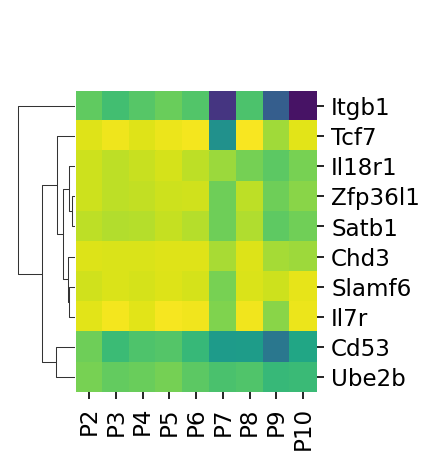 Itgb1
Tcf7
Il18r1
Zfp36l1
Satb1
Chd3
Slamf6
Il7r
Cd53
Ube2b
P2 P3 P4 P5 P6 P7 P8 P9 P10